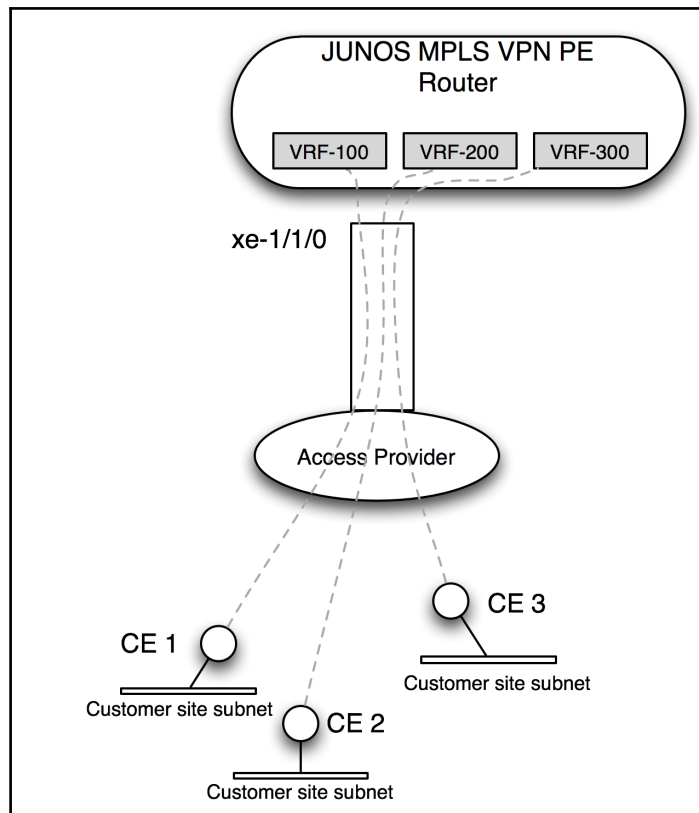 JUNOS MPLS VPN PE
Router
VRF-100
VRF-200
VRF-300
xe-1/1/0
Access Provider
CE 3
CE 1
Customer site subnet
Customer site subnet
CE 2
Customer site subnet